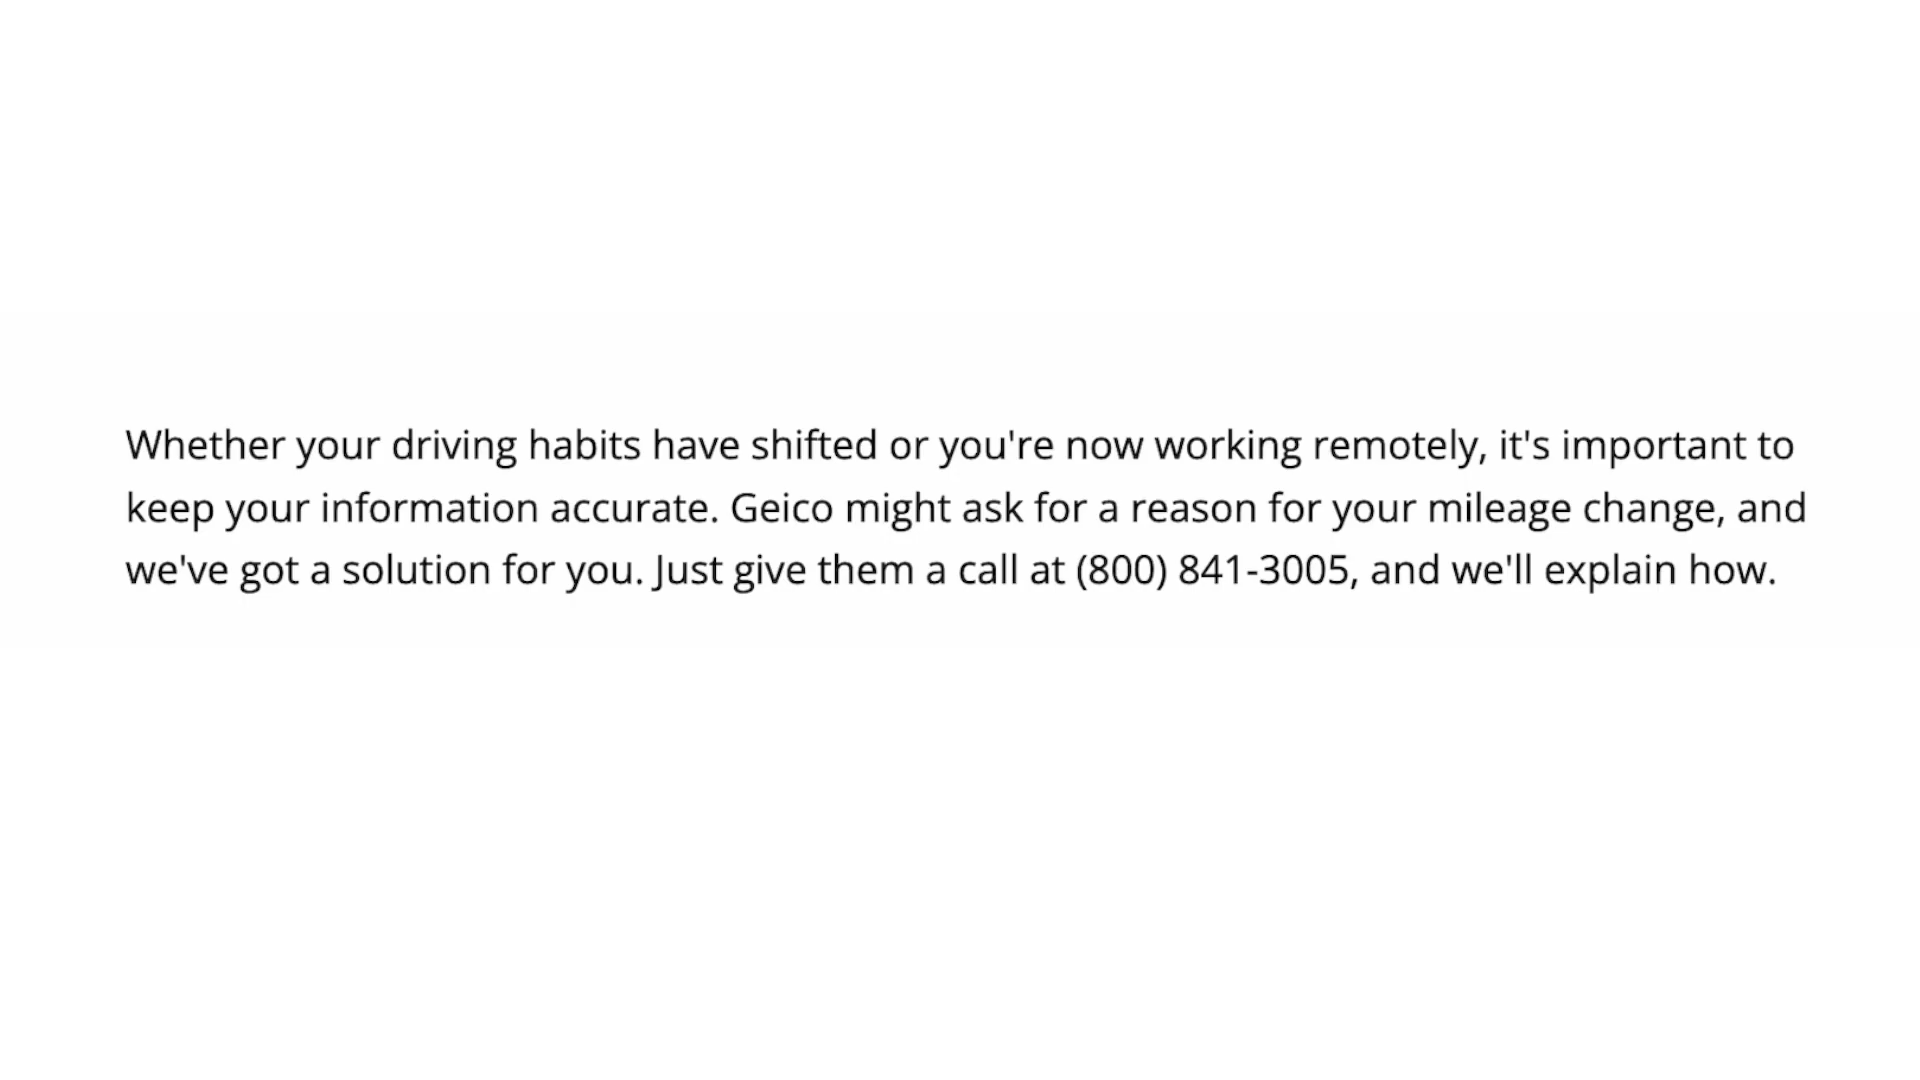 Whether your driving habits have shifted or you're now working remotely, it's important to
keep your information accurate. Geico might ask for a reason for your mileage change, and
we've got a solution for you. Just give them a call at (800) 841-3005, and we'll explain how.